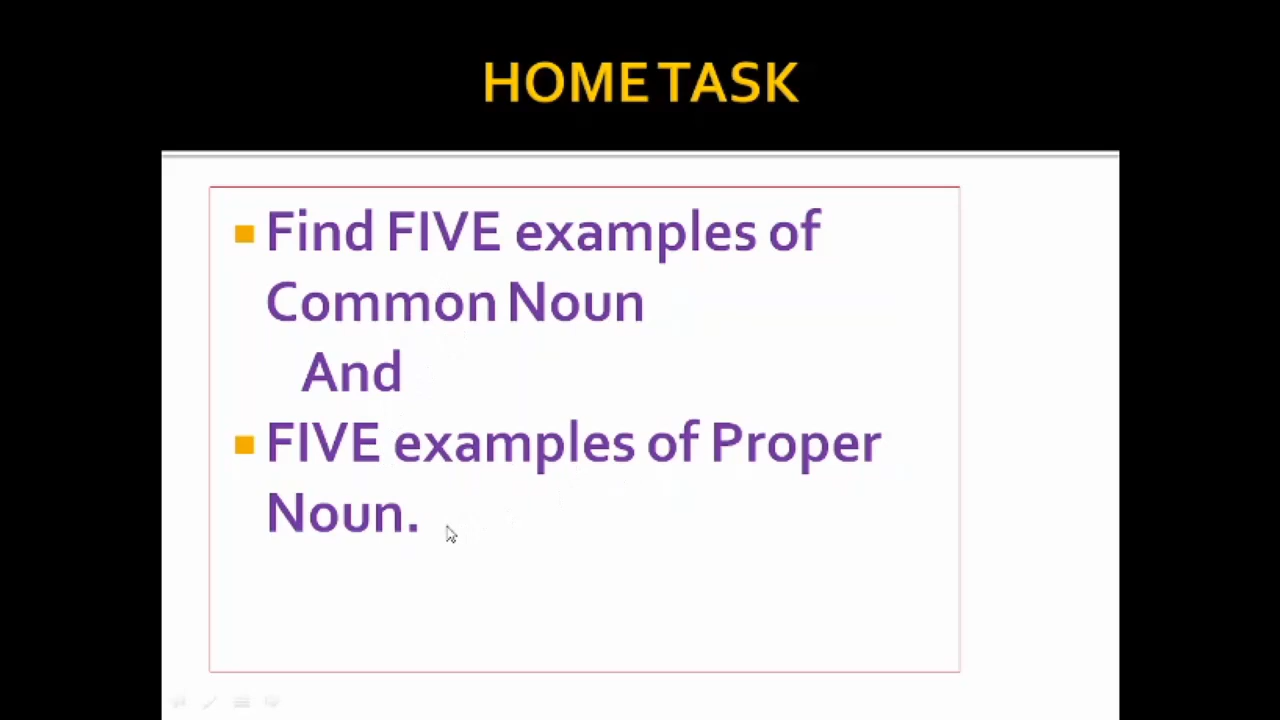 HOME TASK
Find FIVE examples of
Common Noun
And
FIVE examples of Proper
Noun.